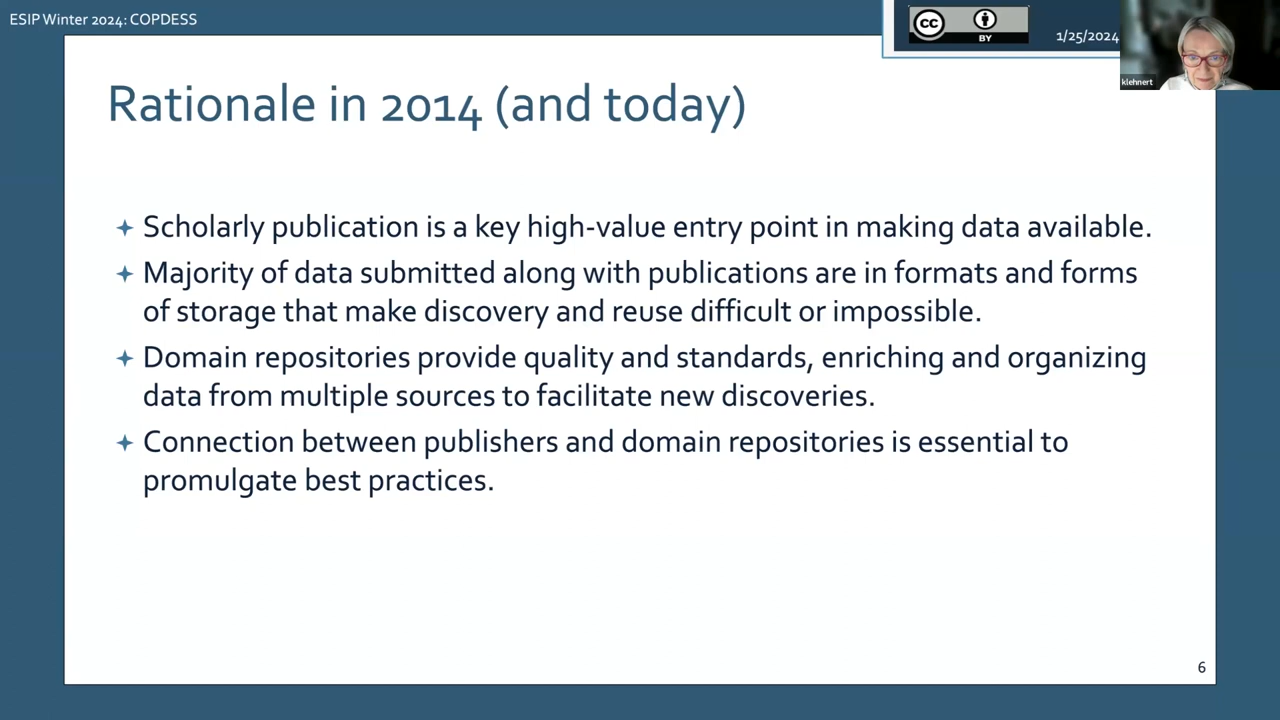 ESIP Winter 2024: COPDESS
CC
BY
1/25/2024
klehnert
Rationale in 2014 (and today)
Scholarly publication is a key high-value entry point in making data available.
Majority of data submitted along with publications are in formats and forms
of storage that make discovery and reuse difficult or impossible.
Domain repositories provide quality and standards, enriching and organizing
data from multiple sources to facilitate new discoveries.
Connection between publishers and domain repositories is essential to
promulgate best practices.
6